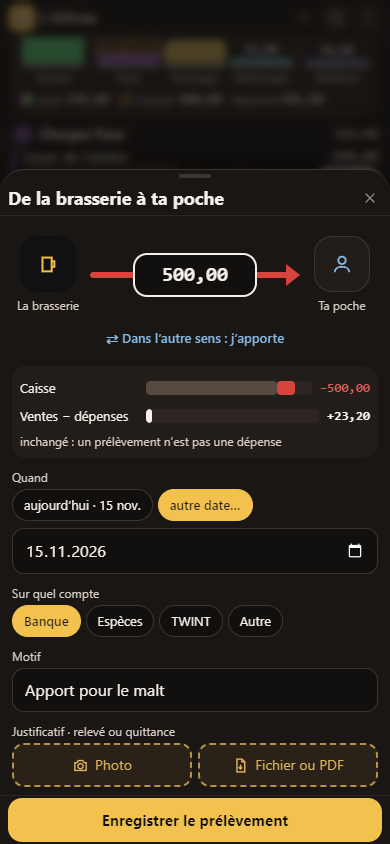 De la brasserie à ta poche
500,00
La brasserie
Ta poche
⇄ Dans l'autre sens : j'apporte
Caisse
−500,00
Ventes − dépenses
+23,20
inchangé : un prélèvement n'est pas une dépense
Quand
aujourd'hui · 15 nov.
autre date...
15.11.2026
Sur quel compte
Banque
Espèces
TWINT
Autre
Motif
Apport pour le malt
Justificatif · relevé ou quittance
Photo
Fichier ou PDF
Enregistrer le prélèvement